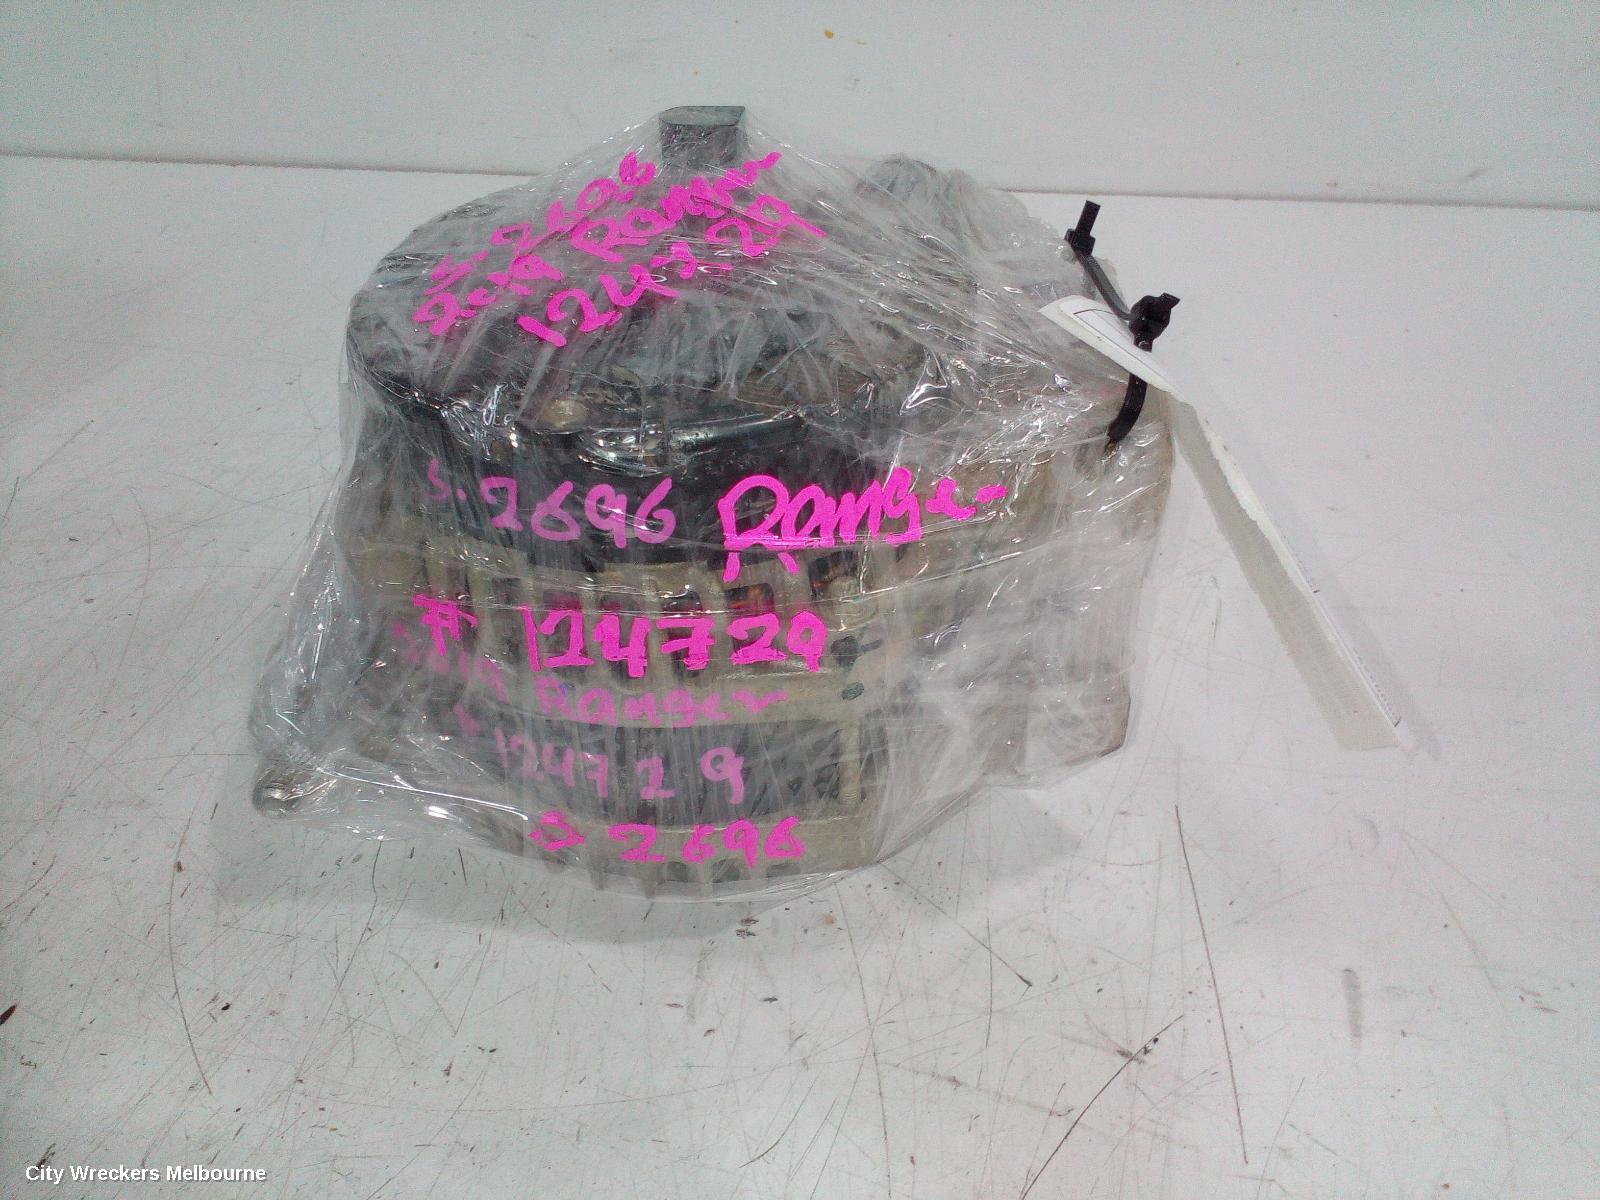 S. 2696
2019 Ranger
124729
S. 2696 Ranger
# 124729
2019 Ranger
# 124729
S 2696
City Wreckers Melbourne